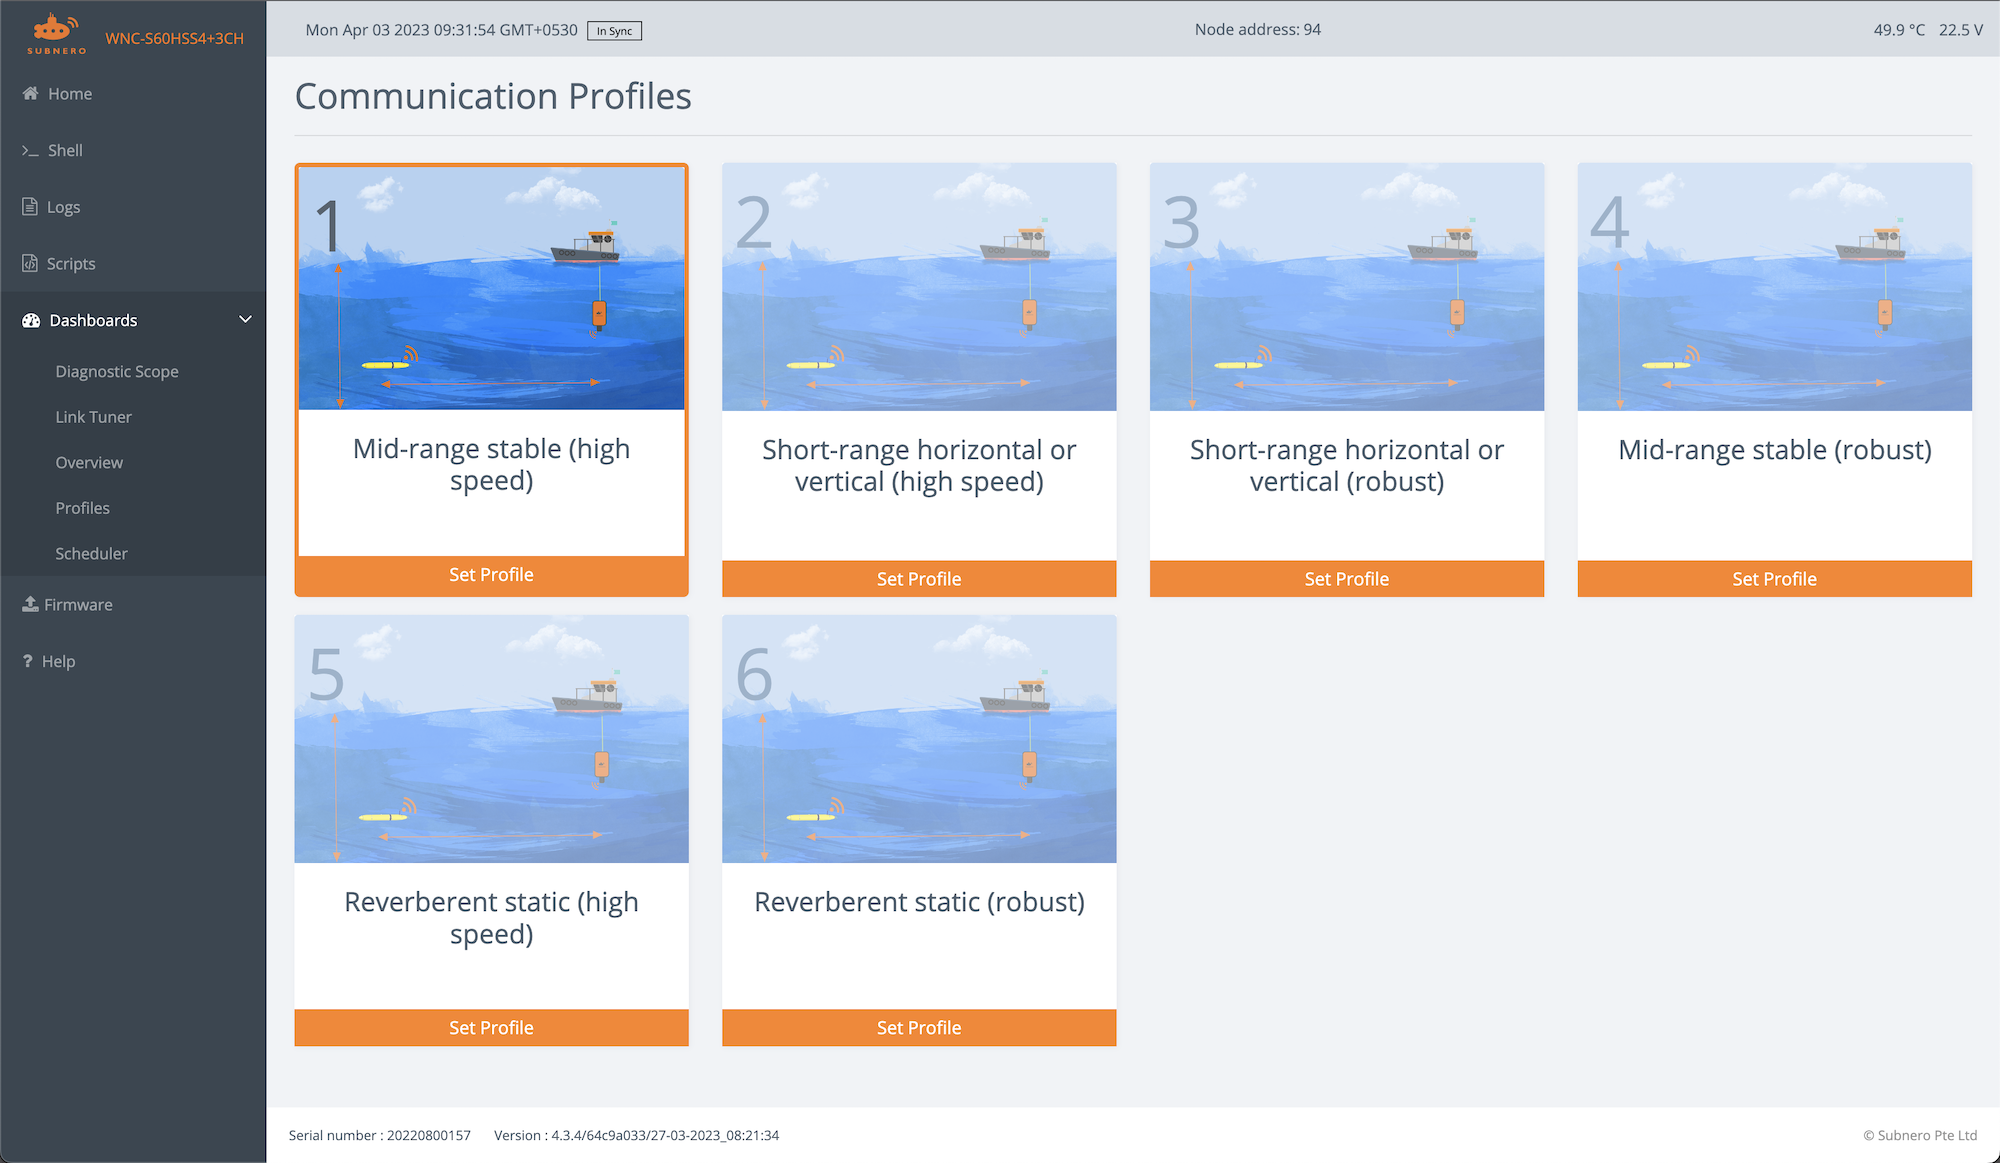 SUBNERO
WNC-S60HSS4+3CH
Mon Apr 03 2023 09:31:54 GMT+0530
In Sync
Node address: 94
49.9 °C
22.5 V
Home
Shell
Logs
Scripts
Dashboards
Diagnostic Scope
Link Tuner
Overview
Profiles
Scheduler
Firmware
? Help
Communication Profiles
1
Mid-range stable (high
speed)
Set Profile
2
Short-range horizontal or
vertical (high speed)
Set Profile
3
Short-range horizontal or
vertical (robust)
Set Profile
4
Mid-range stable (robust)
Set Profile
5
Reverberent static (high
speed)
Set Profile
6
Reverberent static (robust)
Set Profile
Serial number : 20220800157
Version : 4.3.4/64c9a033/27-03-2023_08:21:34
© Subnero Pte Ltd